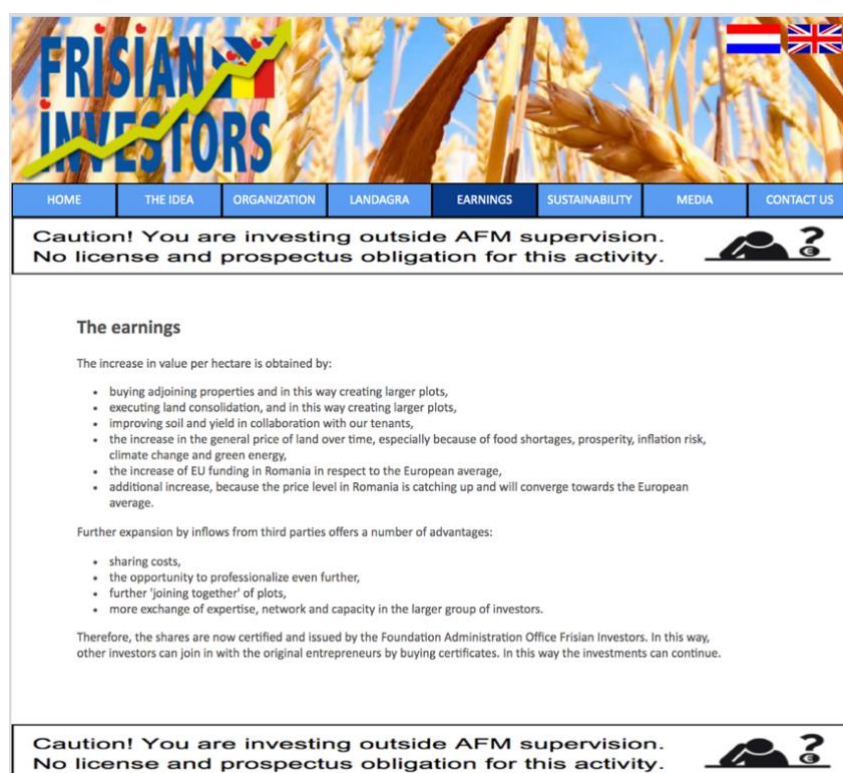 FRISIAN
INVESTORS
HOME THE IDEA ORGANIZATION LANDAGRA EARNINGS SUSTAINABILITY MEDIA CONTACT US
Caution! You are investing outside AFM supervision.
No license and prospectus obligation for this activity.
The earnings
The increase in value per hectare is obtained by:
• buying adjoining properties and in this way creating larger plots,
• executing land consolidation, and in this way creating larger plots,
• improving soil and yield in collaboration with our tenants,
• the increase in the general price of land over time, especially because of food shortages, prosperity, inflation risk,
climate change and green energy,
• the increase of EU funding in Romania in respect to the European average,
• additional increase, because the price level in Romania is catching up and will converge towards the European
average.
Further expansion by inflows from third parties offers a number of advantages:
• sharing costs,
• the opportunity to professionalize even further,
• further 'joining together' of plots,
• more exchange of expertise, network and capacity in the larger group of investors.
Therefore, the shares are now certified and issued by the Foundation Administration Office Frisian Investors. In this way,
other investors can join in with the original entrepreneurs by buying certificates. In this way the investments can continue.
Caution! You are investing outside AFM supervision.
No license and prospectus obligation for this activity.